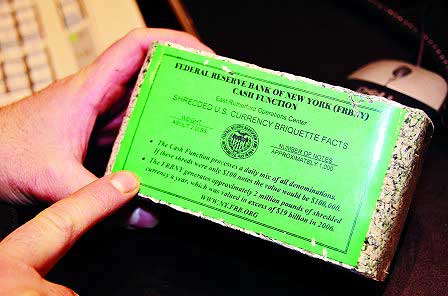 FEDERAL RESERVE BANK OF NEW YORK (FRBNY)
CASH FUNCTION
East Rutherford Operations Center
SHREDDED U.S. CURRENCY BRIQUETTE FACTS
WEIGHT
NUMBER OF NOTES
APPROXIMATELY 1,200
• The Cash Function processes a daily mix of all denominations.
If these shreds were only $100 notes the value would be $100,000.
• The FRBNY generates approximately 2 million pounds of shredded
currency a year, which was valued in excess of $19 billion in 2006.
WWW.NY.FRB.ORG